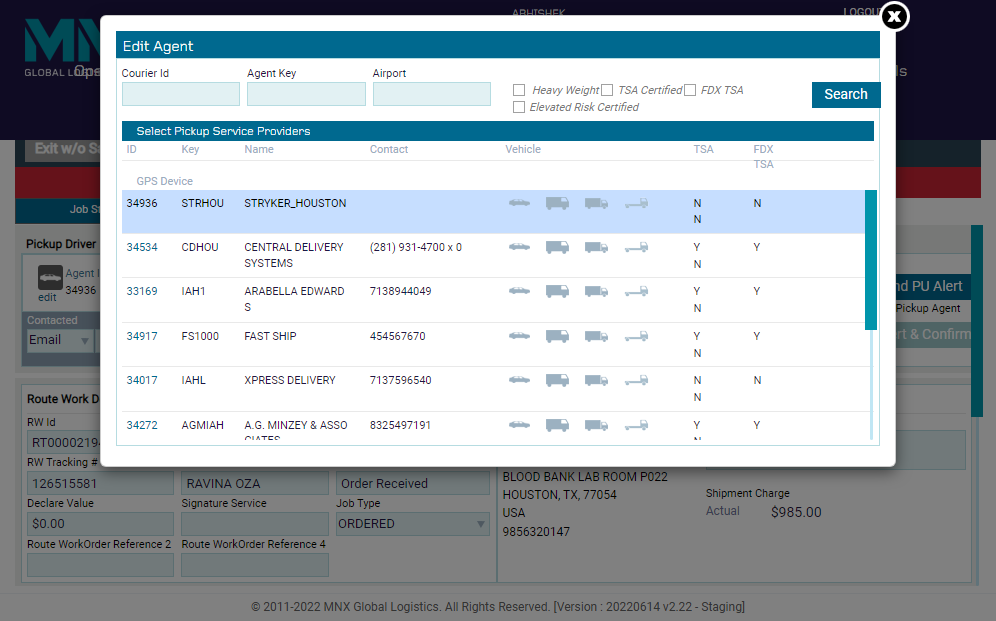 ABHISHEK
LOGOUT
MNX
GLOBAL LOGISTICS
Edit Agent
Courier Id
Agent Key
Airport
Heavy Weight
TSA Certified
FDX TSA
Elevated Risk Certified
Search
Select Pickup Service Providers
ID Key Name Contact Vehicle TSA FDX TSA
GPS Device
34936 STRHOU STRYKER_HOUSTON N N
N
34534 CDHOU CENTRAL DELIVERY (281) 931-4700 x 0 Y Y
SYSTEMS N
33169 IAH1 ARABELLA EDWARD 7138944049 Y Y
S N
34917 FS1000 FAST SHIP 454567670 Y Y
N
34017 IAHL XPRESS DELIVERY 7137596540 N N
N
34272 AGMIAH A.G. MINZEY & ASSO 8325497191 Y Y
CIATES N
Exit w/o
Job
Pickup Driver
Agent
34936
edit
Contacted
Email
PU Alert
Pickup Agent
& Confirm
Route Work
RW Id
RT0000219
RW Tracking #
126515581
RAVINA OZA
Order Received
Declare Value
Signature Service
Job Type
$0.00
ORDERED
Route WorkOrder Reference 2
Route WorkOrder Reference 4
BLOOD BANK LAB ROOM P022
HOUSTON, TX, 77054
USA
9856320147
Shipment Charge
Actual $985.00
© 2011-2022 MNX Global Logistics. All Rights Reserved. [Version : 20220614 v2.22 - Staging]